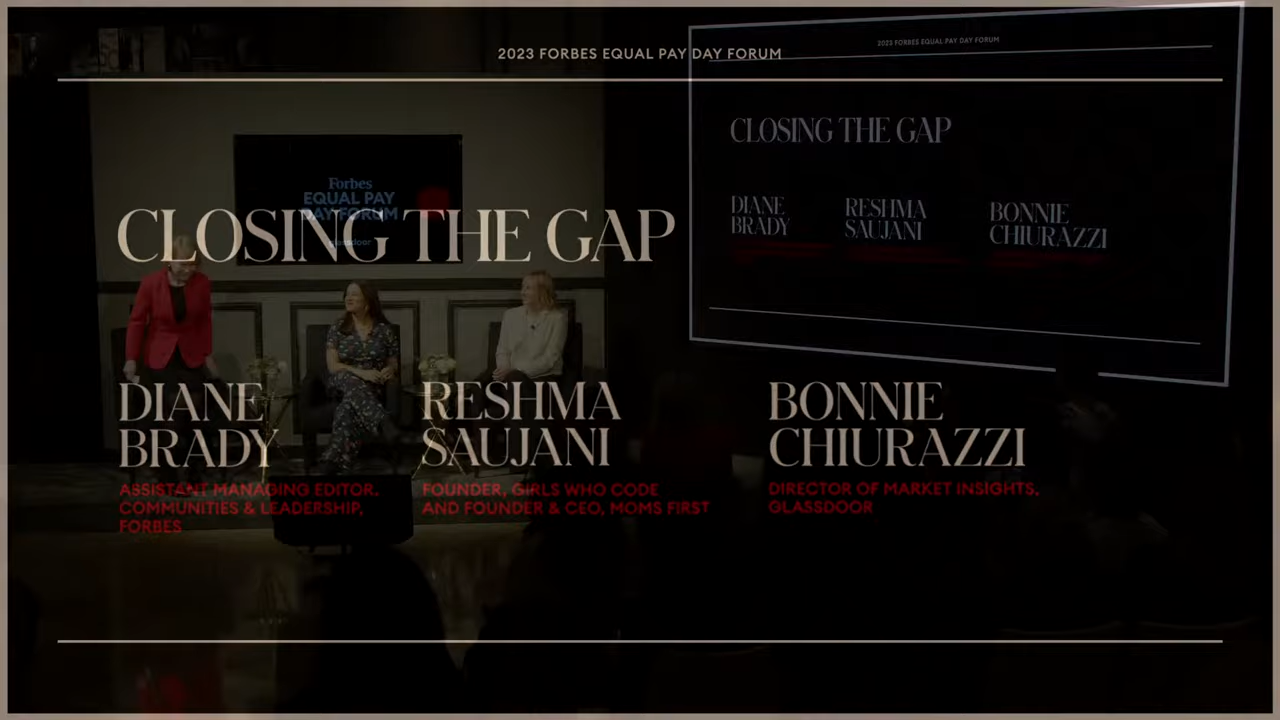 2023 FORBES EQUAL PAY DAY FORUM
2023 FORBES EQUAL PAY DAY FORUM
CLOSING THE GAP
DIANE
BRADY
RESHMA
SAUJANI
BONNIE
CHIURAZZI
Forbes
EQUAL PAY
DAY FORUM
glassdoor
CLOSING THE GAP
DIANE
BRADY
ASSISTANT MANAGING EDITOR,
COMMUNITIES & LEADERSHIP,
FORBES
RESHMA
SAUJANI
FOUNDER, GIRLS WHO CODE
AND FOUNDER & CEO, MOMS FIRST
BONNIE
CHIURAZZI
DIRECTOR OF MARKET INSIGHTS,
GLASSDOOR